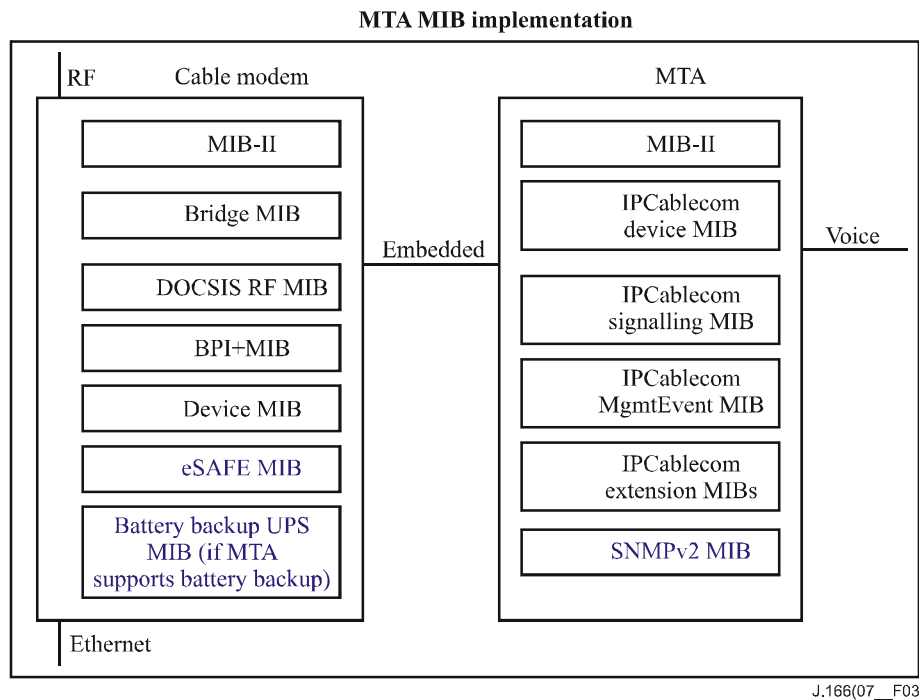 MTA MIB implementation
RF
Cable modem
MIB-II
Bridge MIB
DOCSIS RF MIB
BPI+MIB
Device MIB
eSAFE MIB
Battery backup UPS
MIB (if MTA
supports battery backup)
Ethernet
Embedded
MTA
MIB-II
IPCablecom
device MIB
IPCablecom
signalling MIB
IPCablecom
MgmtEvent MIB
IPCablecom
extension MIBs
SNMPv2 MIB
Voice
J.166(07__F03